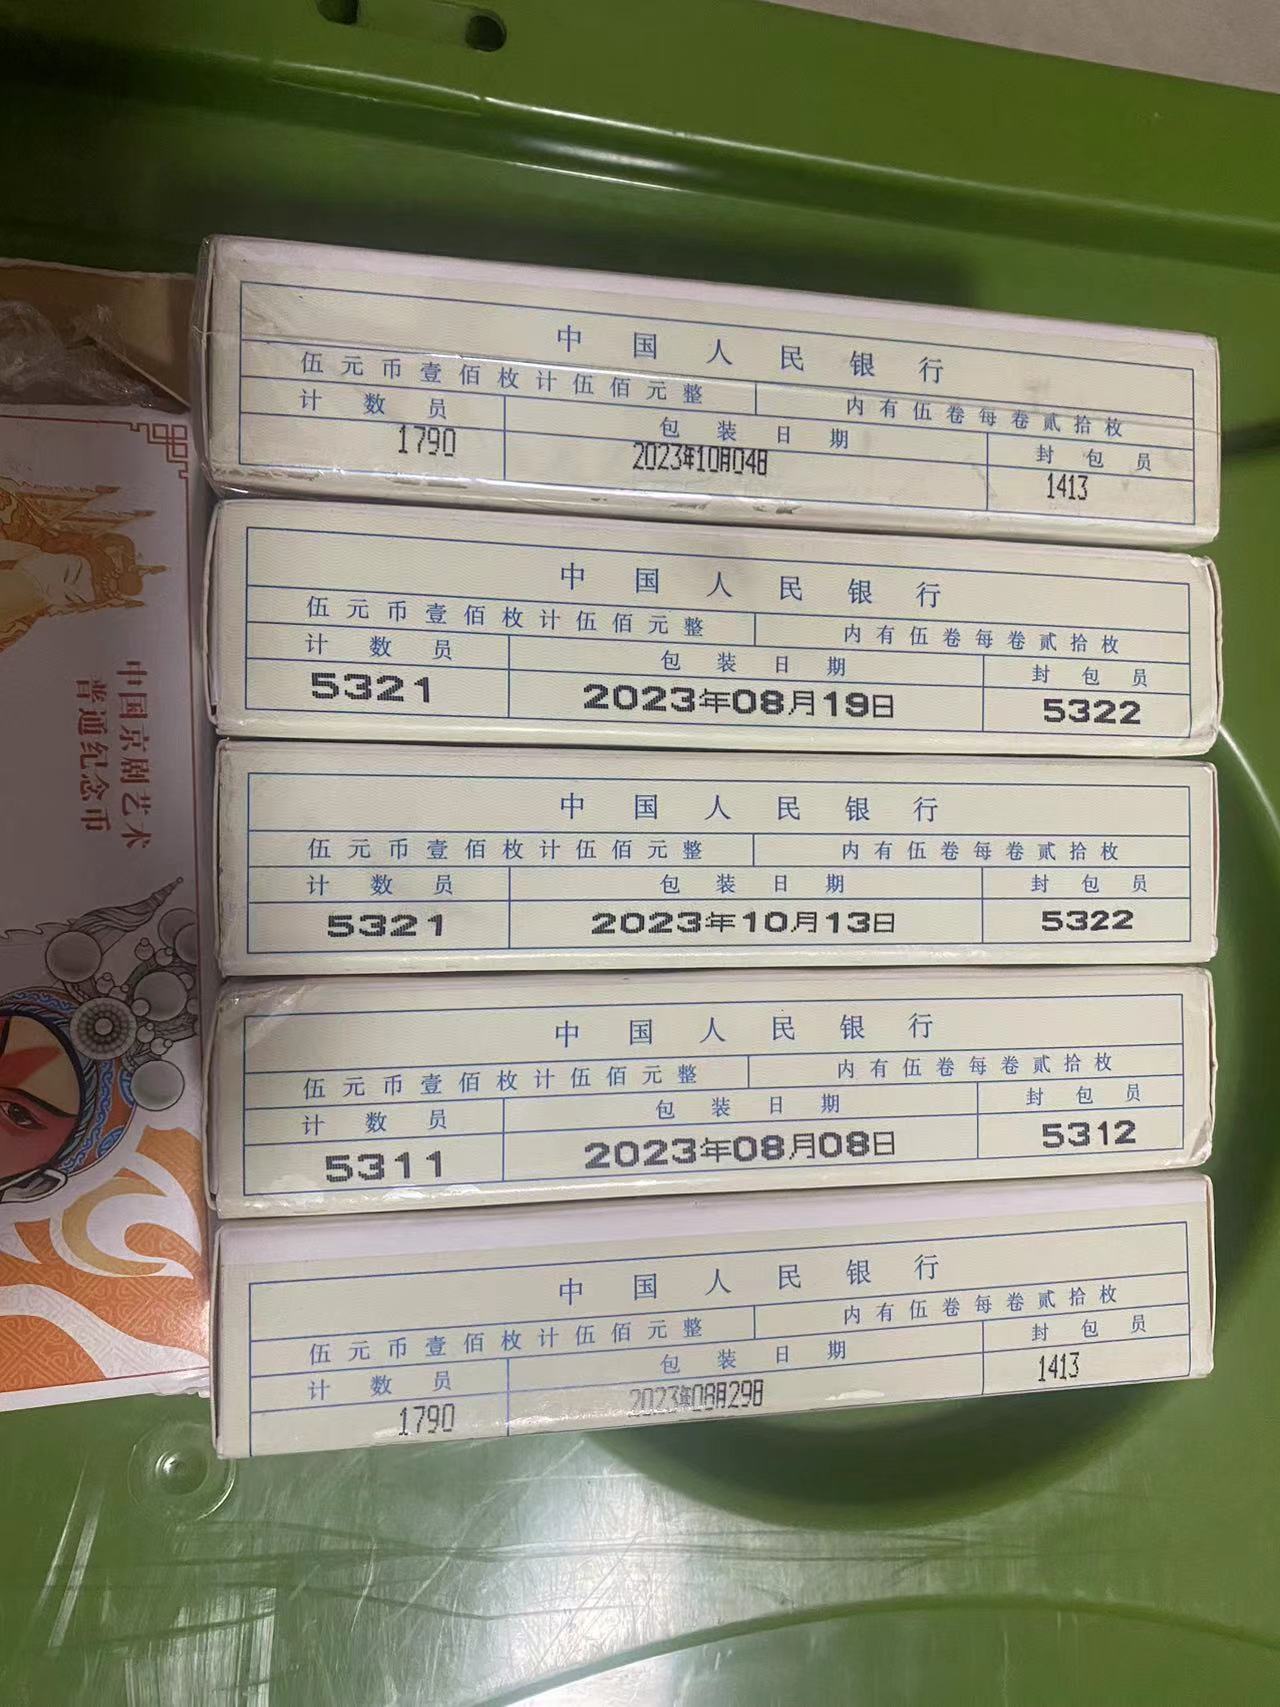 中国人民银行
伍元币壹佰枚计伍佰元整 内有伍卷每卷贰拾枚
计数员 包装日期 封包员
1790 2023年10月04日 1413
中国人民银行
伍元币壹佰枚计伍佰元整 内有伍卷每卷贰拾枚
计数员 包装日期 封包员
5321 2023年08月19日 5322
中国人民银行
伍元币壹佰枚计伍佰元整 内有伍卷每卷贰拾枚
计数员 包装日期 封包员
5321 2023年10月13日 5322
中国人民银行
伍元币壹佰枚计伍佰元整 内有伍卷每卷贰拾枚
计数员 包装日期 封包员
5311 2023年08月08日 5312
中国人民银行
伍元币壹佰枚计伍佰元整 内有伍卷每卷贰拾枚
计数员 包装日期 封包员
1790 2023年08月29日 1413
中国京剧艺术
普通纪念币